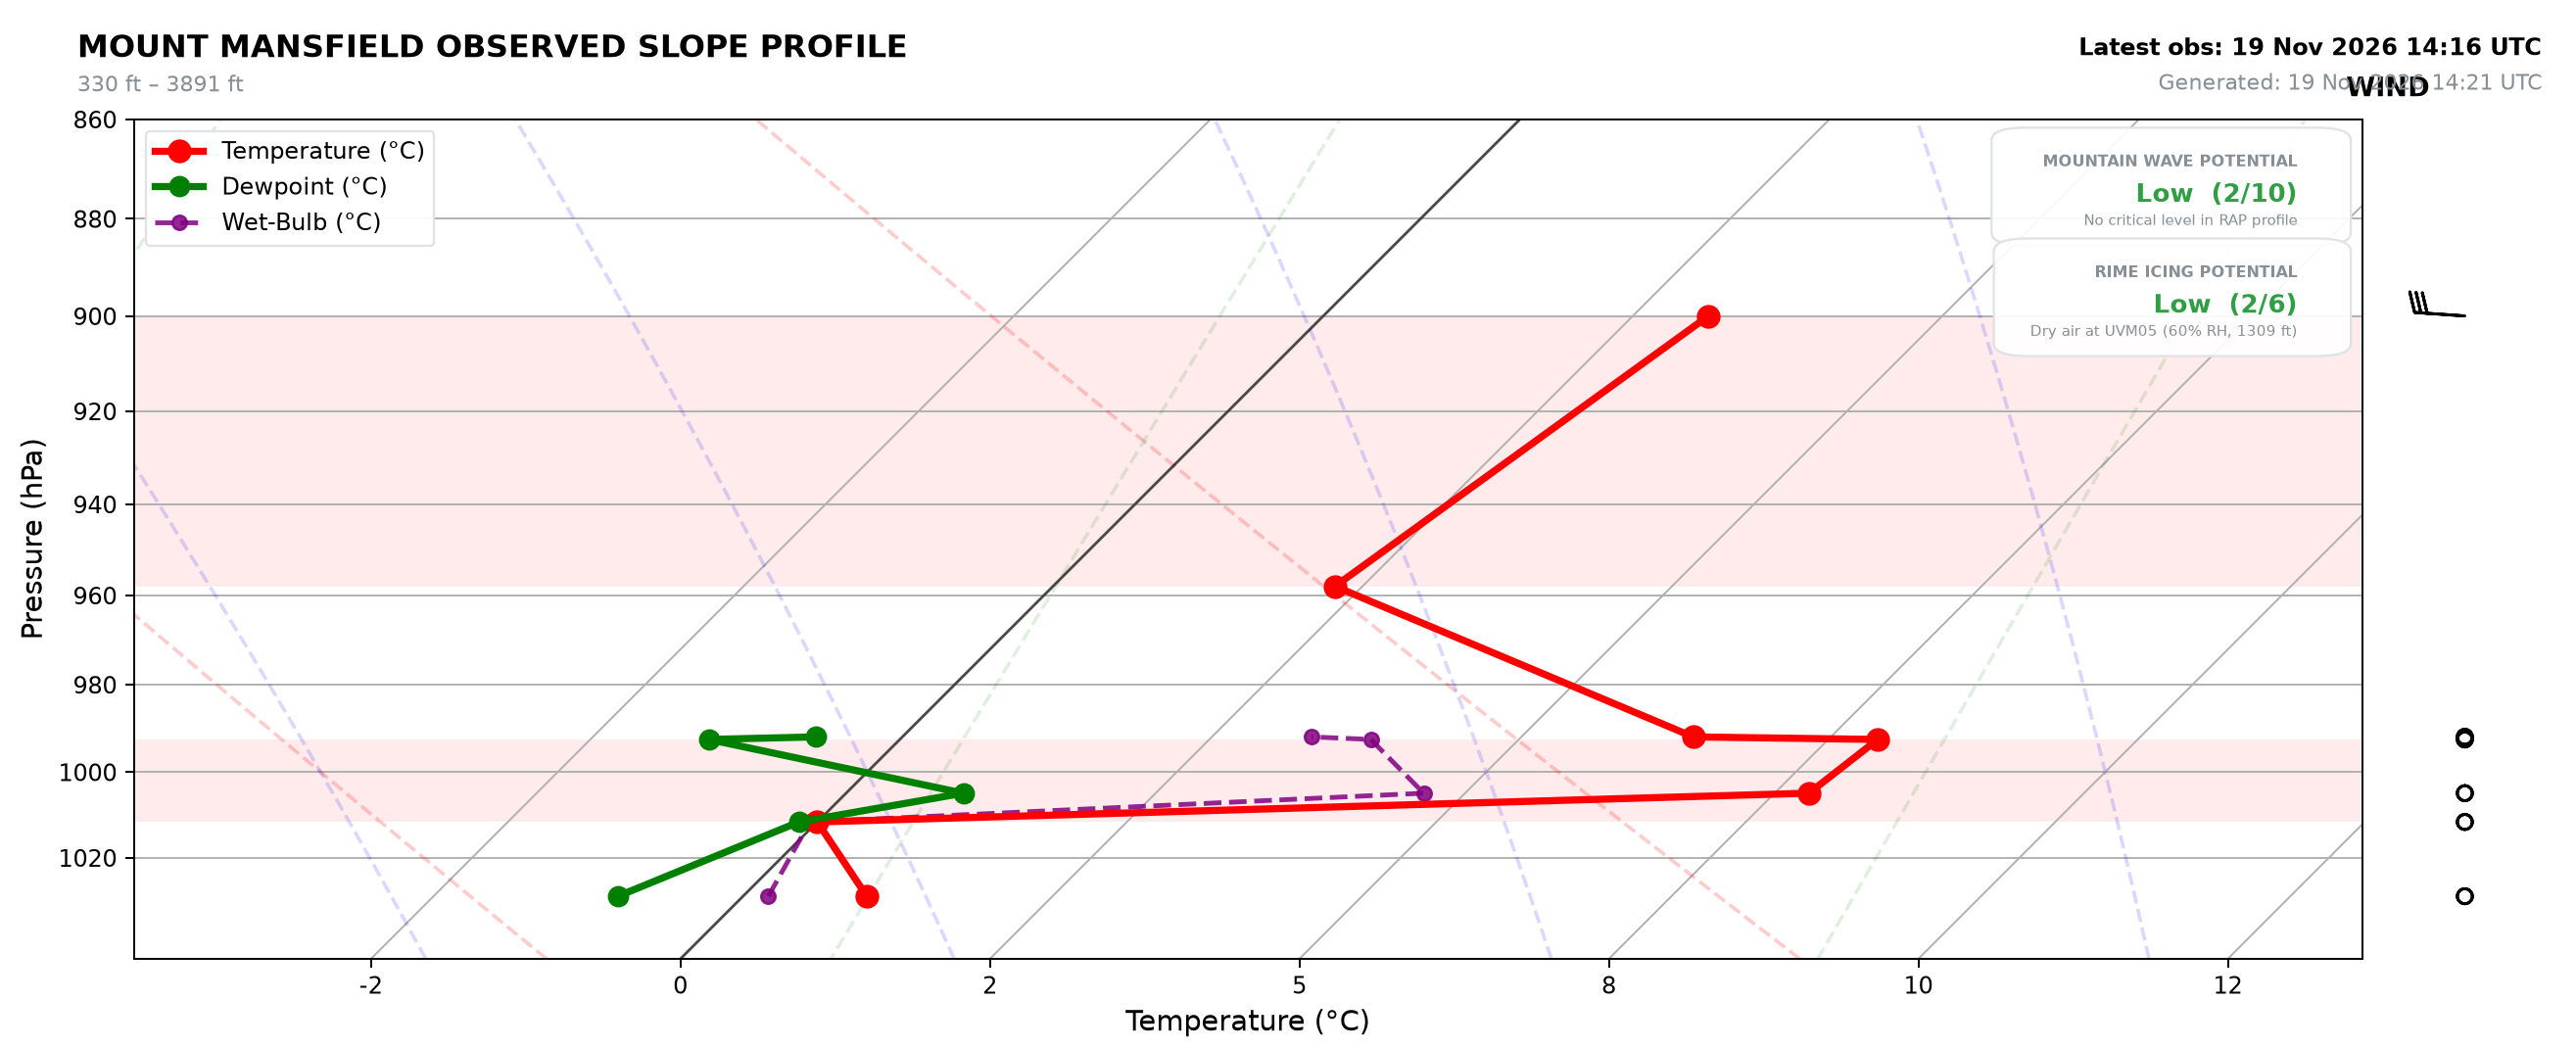 MOUNT MANSFIELD OBSERVED SLOPE PROFILE
330 ft – 3891 ft
Latest obs: 19 Nov 2026 14:16 UTC
Generated: 19 Nov 2026 14:21 UTC
WIND
Temperature (°C)
Dewpoint (°C)
Wet-Bulb (°C)
MOUNTAIN WAVE POTENTIAL
Low (2/10)
No critical level in RAP profile
RIME ICING POTENTIAL
Low (2/6)
Dry air at UVM05 (60% RH, 1309 ft)
Pressure (hPa)
860
880
900
920
940
960
980
1000
1020
-2 0 2 5 8 10 12
Temperature (°C)